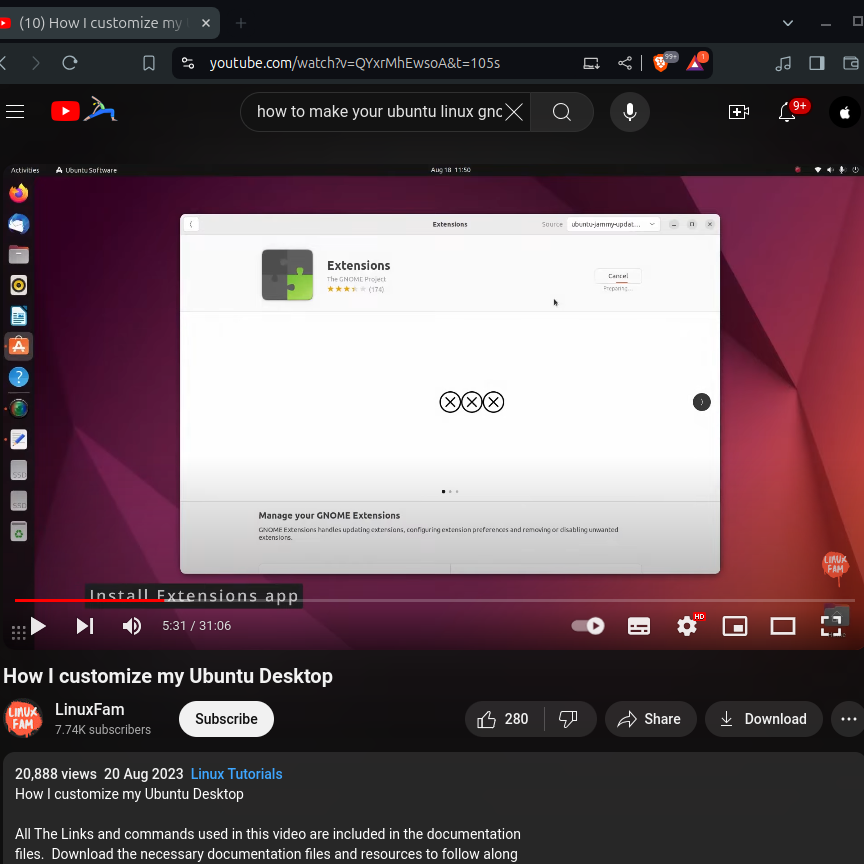 (10) How I customize my
youtube.com/watch?v=QYxrMhEwsoA&t=105s
99+
1
how to make your ubuntu linux gno
9+
Activities
Ubuntu Software
Aug 18 11:50
Extensions
Source
ubuntu-jammy-updat...
Extensions
The GNOME Project
(174)
Cancel
Preparing...
SSD
SSD
Manage your GNOME Extensions
GNOME Extensions handles updating extensions, configuring extension preferences and removing or disabling unwanted
extensions.
LINUX
FAM
Install Extensions app
5:31 / 31:06
HD
How I customize my Ubuntu Desktop
LINUX
FAM
LinuxFam
7.74K subscribers
Subscribe
280
Share
Download
20,888 views 20 Aug 2023 Linux Tutorials
How I customize my Ubuntu Desktop
All The Links and commands used in this video are included in the documentation
files. Download the necessary documentation files and resources to follow along